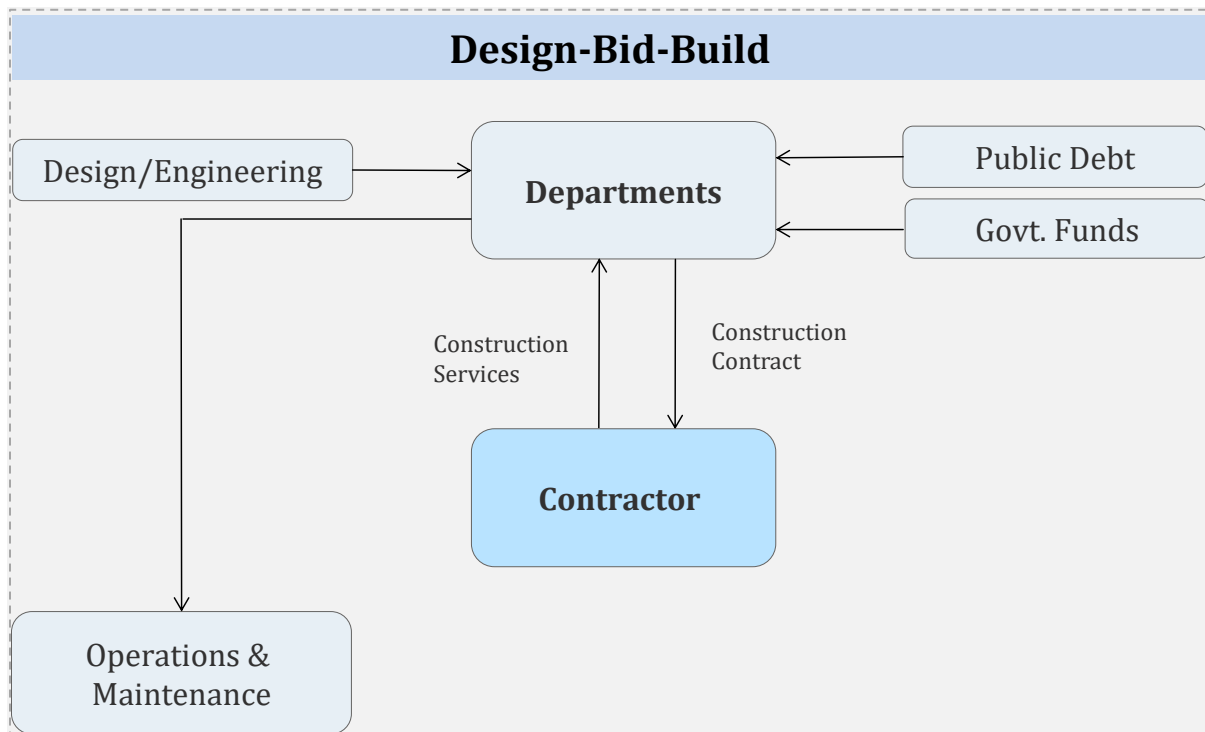 Design-Bid-Build
Design/Engineering
Departments
Public Debt
Govt. Funds
Construction
Services
Construction
Contract
Contractor
Operations &
Maintenance